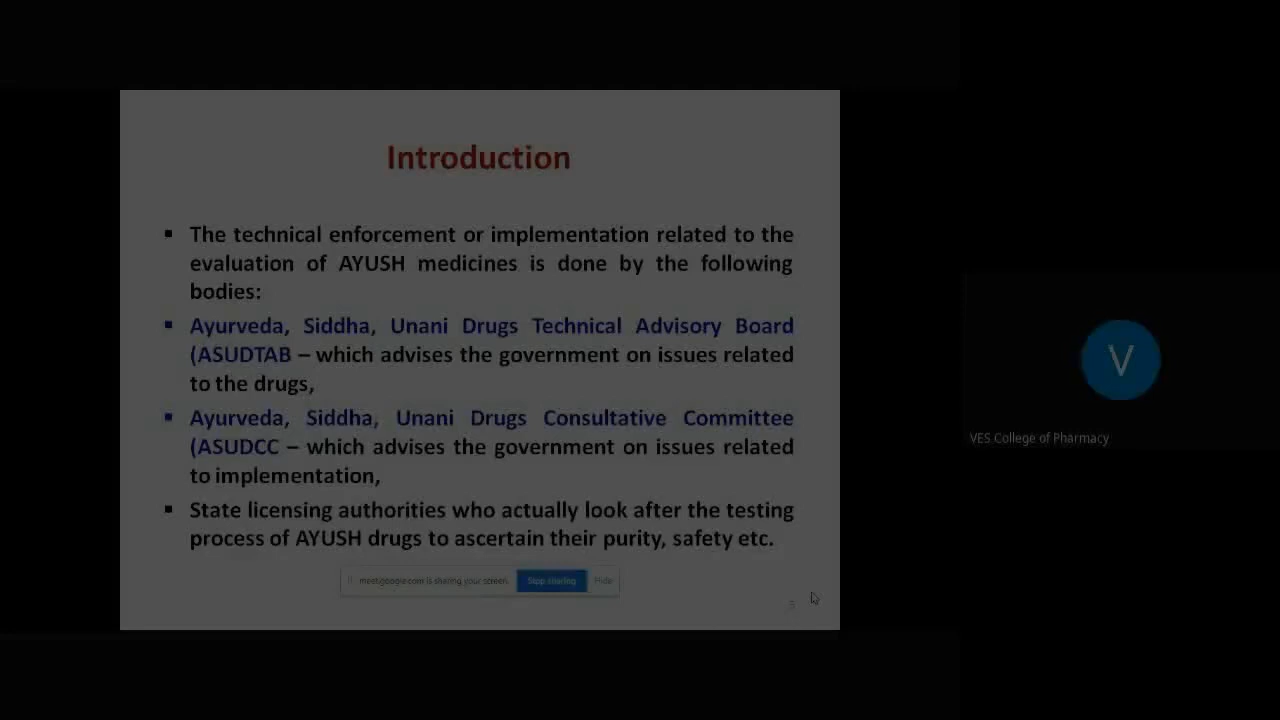 Introduction
▪ The technical enforcement or implementation related to the
evaluation of AYUSH medicines is done by the following
bodies:
▪ Ayurveda, Siddha, Unani Drugs Technical Advisory Board
(ASUDTAB – which advises the government on issues related
to the drugs,
▪ Ayurveda, Siddha, Unani Drugs Consultative Committee
(ASUDCC – which advises the government on issues related
to implementation,
▪ State licensing authorities who actually look after the testing
process of AYUSH drugs to ascertain their purity, safety etc.
meet.google.com is sharing your screen. Stop sharing Hide
V
VES College of Pharmacy